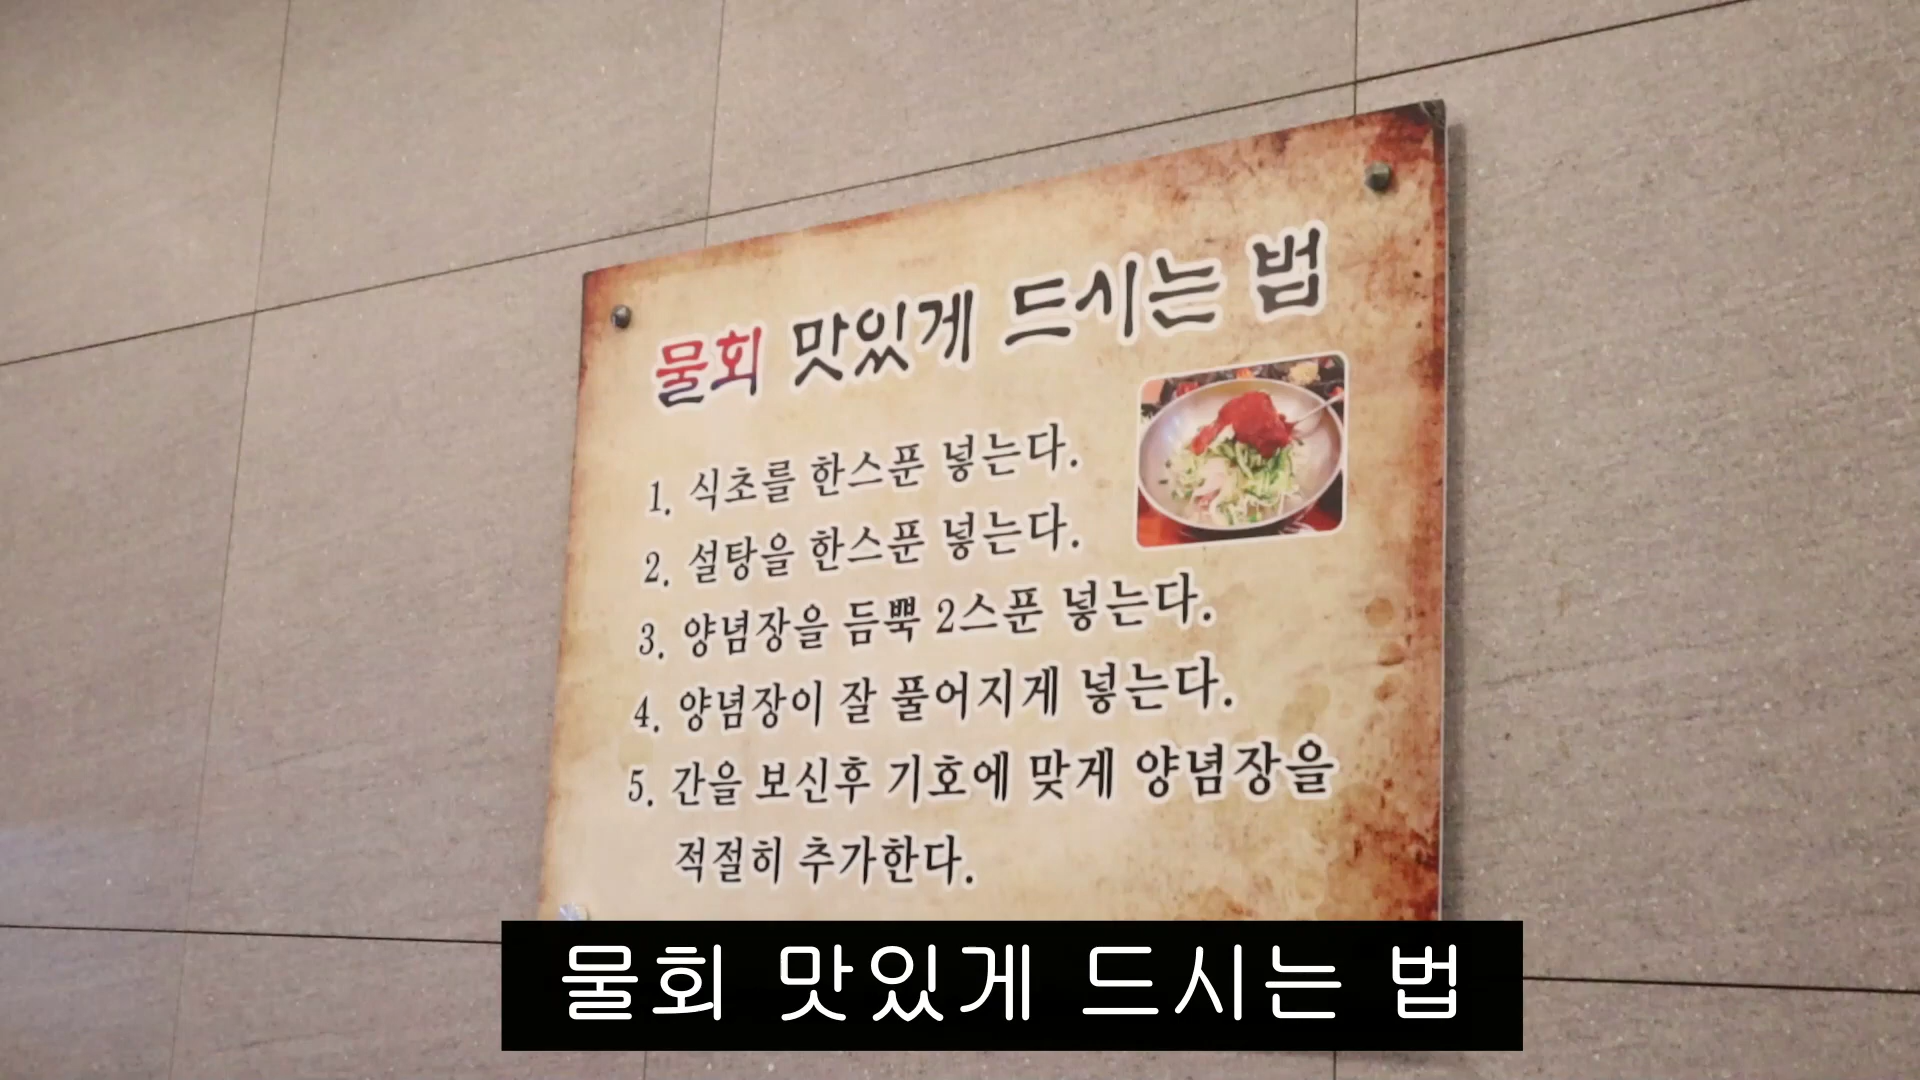 물회 맛있게 드시는 법
1. 식초를 한스푼 넣는다.
2. 설탕을 한스푼 넣는다.
3. 양념장을 듬뿍 2스푼 넣는다.
4. 양념장이 잘 풀어지게 넣는다.
5. 간을 보신후 기호에 맞게 양념장을
적절히 추가한다.
물회 맛있게 드시는 법